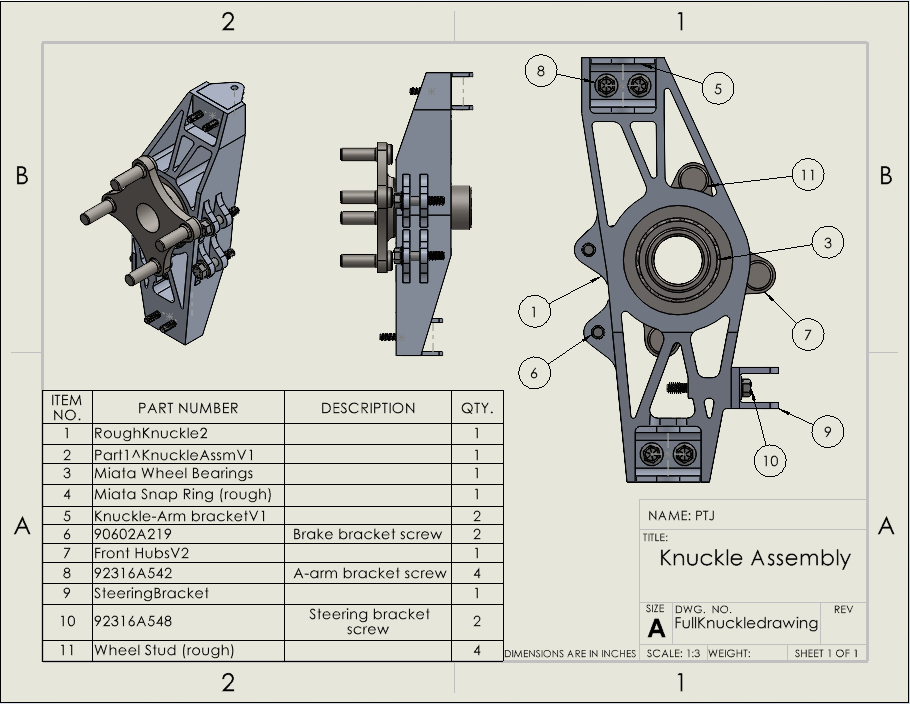 2 1
B B
8
5
11
3
1
7
6
9
10
ITEM NO. PART NUMBER DESCRIPTION QTY.
1 RoughKnuckle2 1
2 Part1^KnuckleAssmV1 1
3 Miata Wheel Bearings 1
4 Miata Snap Ring (rough) 1
5 Knuckle-Arm bracketV1 2
6 90602A219 Brake bracket screw 2
7 Front HubsV2 1
8 92316A542 A-arm bracket screw 4
9 SteeringBracket 1
10 92316A548 Steering bracket screw 2
11 Wheel Stud (rough) 4
A A
NAME: PTJ
TITLE:
Knuckle Assembly
SIZE DWG. NO. REV
A FullKnuckledrawing
DIMENSIONS ARE IN INCHES SCALE: 1:3 WEIGHT: SHEET 1 OF 1
2 1